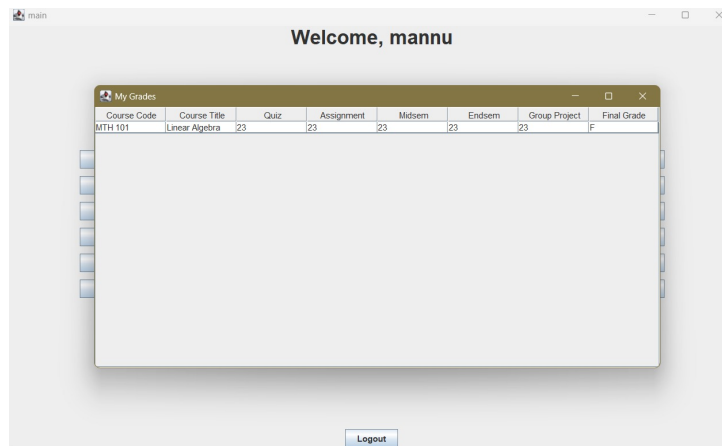 main
Welcome, mannu
My Grades
Course Code Course Title Quiz Assignment Midsem Endsem Group Project Final Grade
MTH 101 Linear Algebra 23 23 23 23 23 F
Logout